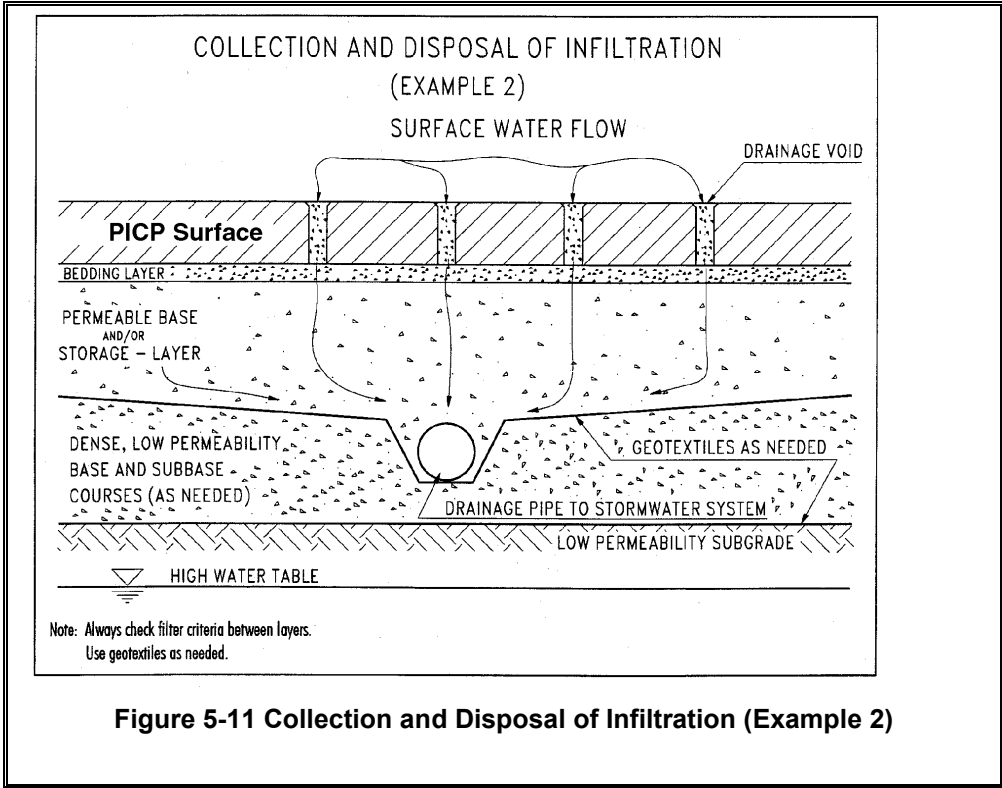 COLLECTION AND DISPOSAL OF INFILTRATION
(EXAMPLE 2)
SURFACE WATER FLOW
DRAINAGE VOID
PICP Surface
BEDDING LAYER
PERMEABLE BASE
AND/OR
STORAGE - LAYER
DENSE, LOW PERMEABILITY
BASE AND SUBBASE
COURSES (AS NEEDED)
GEOTEXTILES AS NEEDED
DRAINAGE PIPE TO STORMWATER SYSTEM
LOW PERMEABILITY SUBGRADE
HIGH WATER TABLE
Note: Always check filter criteria between layers.
Use geotextiles as needed.
Figure 5-11 Collection and Disposal of Infiltration (Example 2)